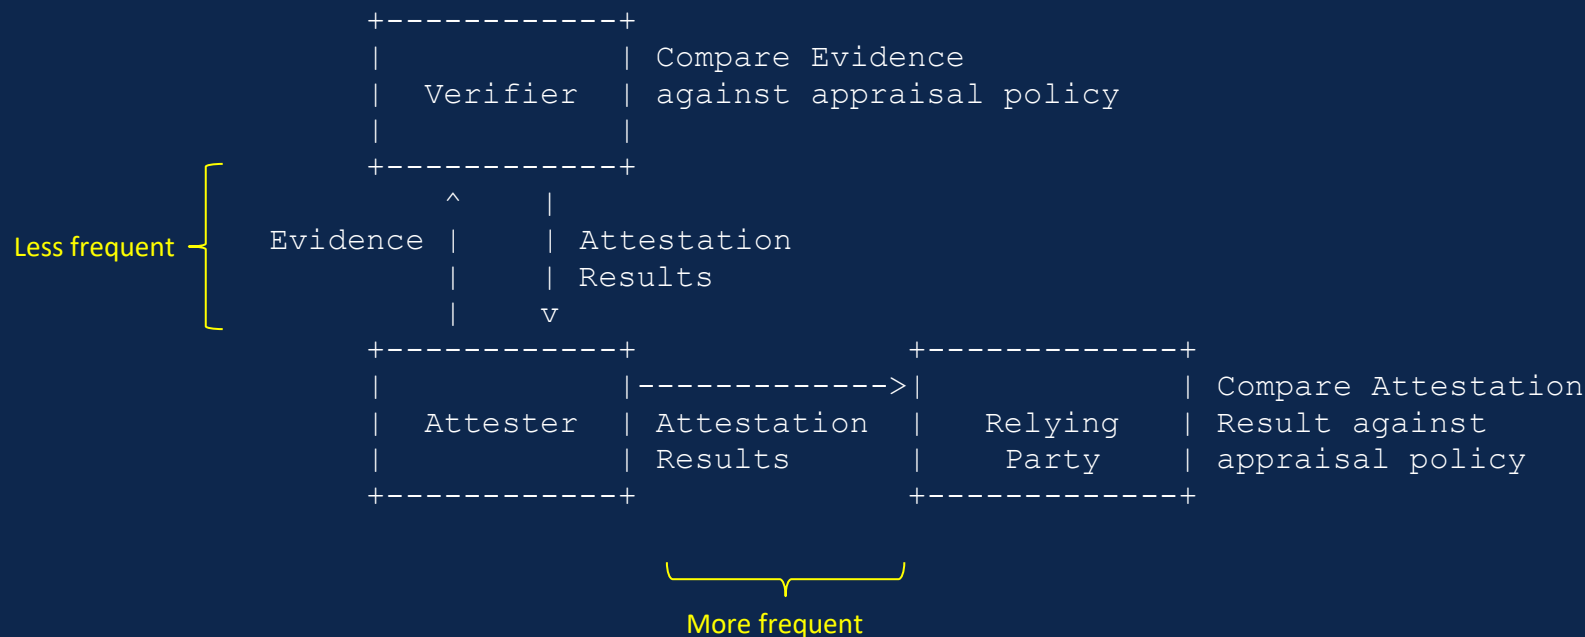 +------------+
|            | Compare Evidence
|  Verifier  | against appraisal policy
|            |
+------------+
^    |
Less frequent
Evidence |    | Attestation
|    | Results
|    v
+------------+              +-------------+
|            |------------->|             | Compare Attestation
|  Attester  | Attestation  |   Relying   | Result against
|            | Results      |    Party    | appraisal policy
+------------+              +-------------+
More frequent